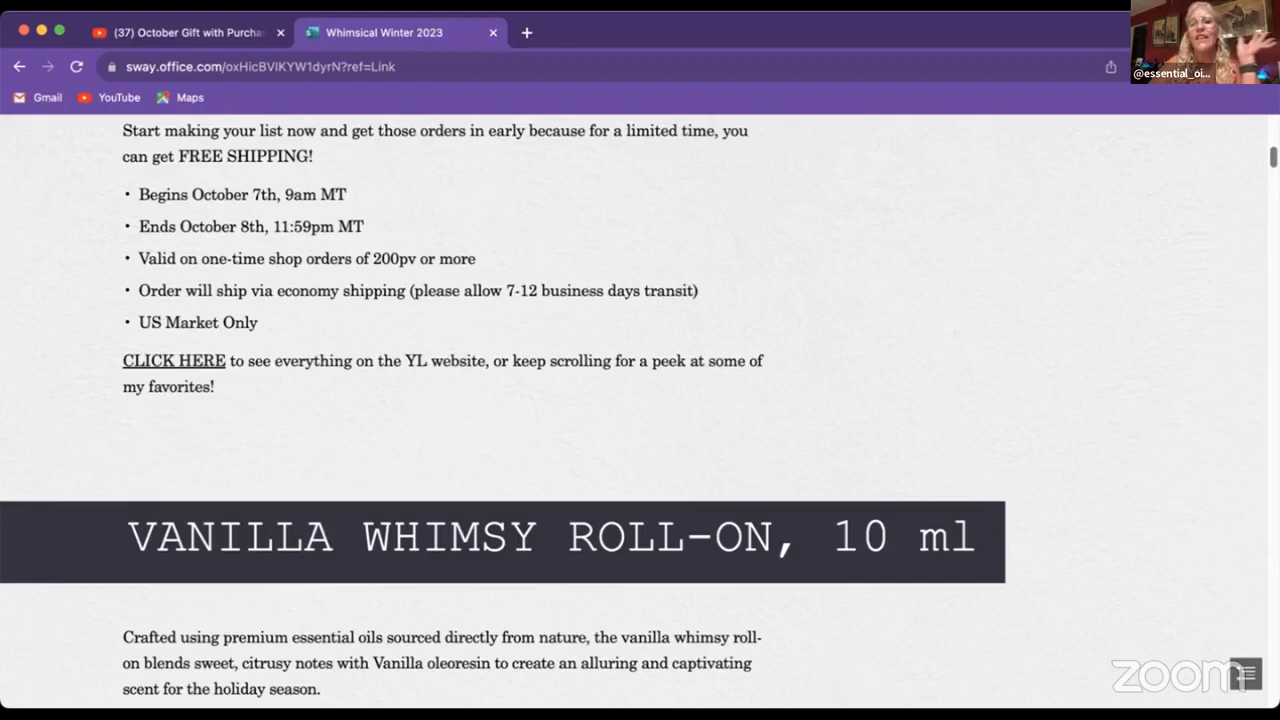 (37) October Gift with Purcha
Whimsical Winter 2023
sway.office.com/oxHicBVlKYW1dyrN?ref=Link
@essential_oi...
Gmail
YouTube
Maps
Start making your list now and get those orders in early because for a limited time, you
can get FREE SHIPPING!
• Begins October 7th, 9am MT
• Ends October 8th, 11:59pm MT
• Valid on one-time shop orders of 200pv or more
• Order will ship via economy shipping (please allow 7-12 business days transit)
• US Market Only
CLICK HERE to see everything on the YL website, or keep scrolling for a peek at some of
my favorites!
VANILLA WHIMSY ROLL-ON, 10 ml
Crafted using premium essential oils sourced directly from nature, the vanilla whimsy roll-
on blends sweet, citrusy notes with Vanilla oleoresin to create an alluring and captivating
scent for the holiday season.
zoom